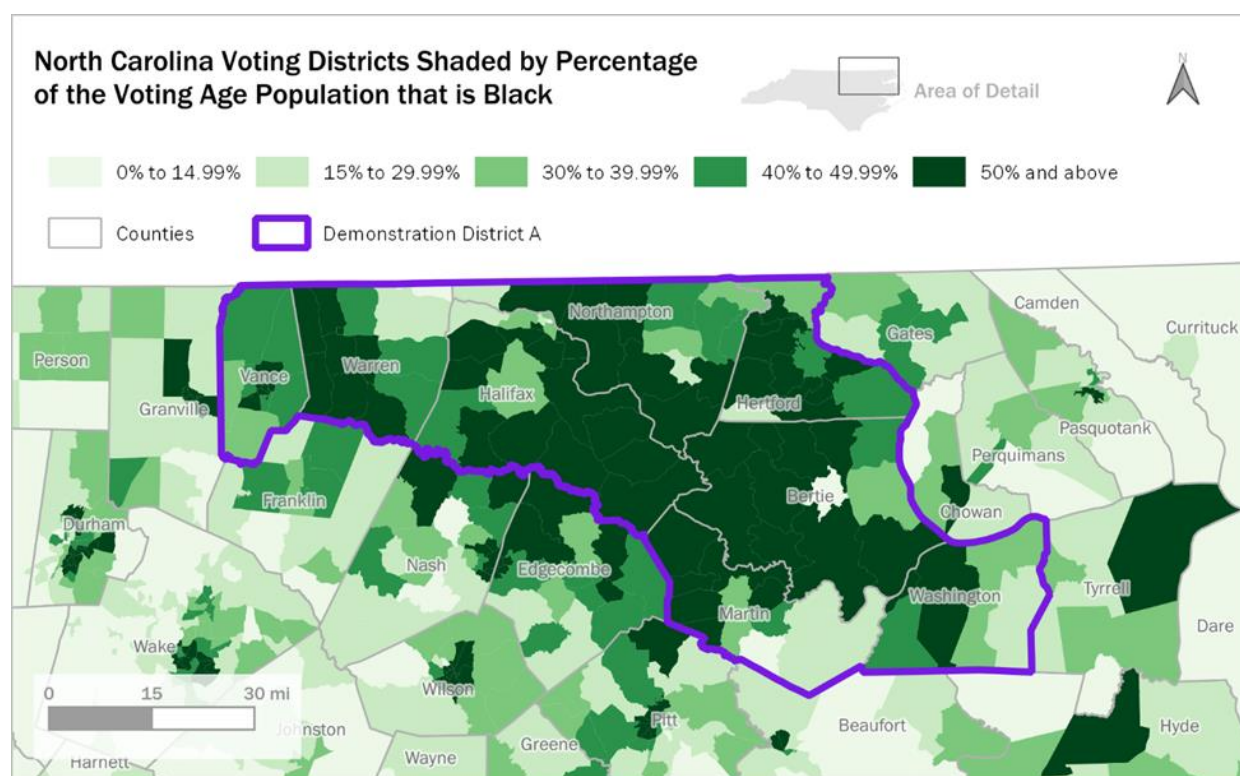 North Carolina Voting Districts Shaded by Percentage
of the Voting Age Population that is Black
Area of Detail
N
0% to 14.99% 15% to 29.99% 30% to 39.99% 40% to 49.99% 50% and above
Counties Demonstration District A
Camden
Northampton
Currituck
Gates
Person
Warren
Vance
Halifax
Hertford
Granville
Pasquotank
Perquimans
Bertie
Franklin
Chowan
Durham
Nash
Edgecombe
Tyrrell
Washington
Martin
Dare
Wake
Wilson
0 15 30 mi
Pitt
Beaufort
Hyde
Johnston
Greene
Wayne
Harnett